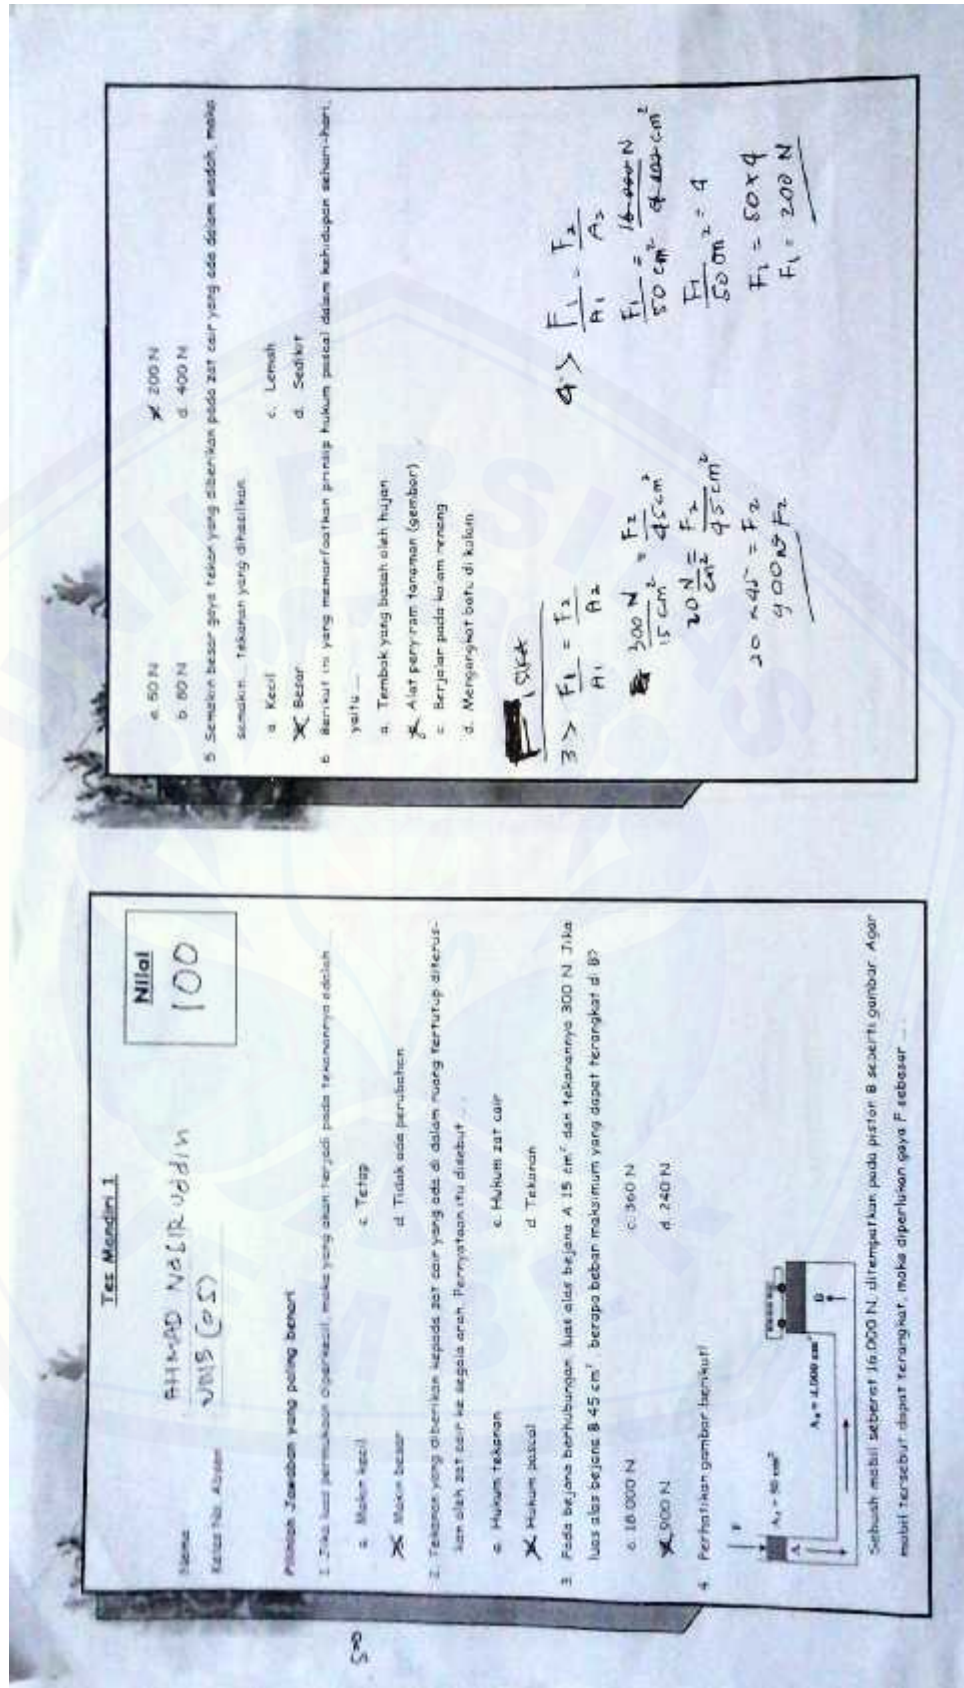 Tes Mandiri 1
Nilai
100
Nama AHMAD NaSIRUddin
Kelas/No. Absen (05)
Pilihlah Jawaban yang paling benar!
1. Jika luas permukaan diperkecil, maka yang akan terjadi pada tekanannya adalah
a. Makin kecil
c. Tetap
b. Makin besar
d. Tidak ada perubahan
2. Tekanan yang diberikan kepada zat cair yang ada di dalam ruang tertutup diterus-
kan oleh zat cair ke segala arah. Pernyataan itu disebut ....
a. Hukum tekanan
c. Hukum zat cair
b. Hukum pascal
d. Tekanan
3. Pada bejana berhubungan, luas alas bejana A 15 cm² dan tekanannya 300 N. Jika
luas alas bejana B 45 cm², berapa beban maksimum yang dapat terangkat di B?
a. 18.000 N
c. 360 N
b. 900 N
d. 240 N
4. Perhatikan gambar berikut!
F
A₁ = 50 cm²
A₂ = 4.000 cm²
A
B
Sebuah mobil seberat 16.000 N, ditempatkan pada piston B seperti gambar. Agar
mobil tersebut dapat terangkat, maka diperlukan gaya F sebesar ....
a. 50 N
200 N
b. 80 N
d. 400 N
5. Semakin besar gaya tekan yang diberikan pada zat cair yang ada dalam wadah, maka
semakin.. tekanan yang dihasilkan.
a. Kecil
c. Lemah
Besar
d. Sedikit
6. Berikut ini yang memanfaatkan prinsip hukum pascal dalam kehidupan sehari-hari,
yaitu ....
a. Tembok yang basah oleh hujan
Alat penyiram tanaman (gembor)
c. Berjalan pada kolam renang
d. Mengangkat batu di kolam
3> F₁/A₁ = F₂/A₂
300 N/15 cm² = F₂/45 cm²
20 N/cm² = F₂/45 cm²
20 x 45 = F₂
900 N F₂
4> F₁/A₁ = F₂/A₂
F₁/50 cm² = 16.000 N/4.000 cm²
F₁/50 cm² = 4
F₁ = 50 x 4
F₁ = 200 N